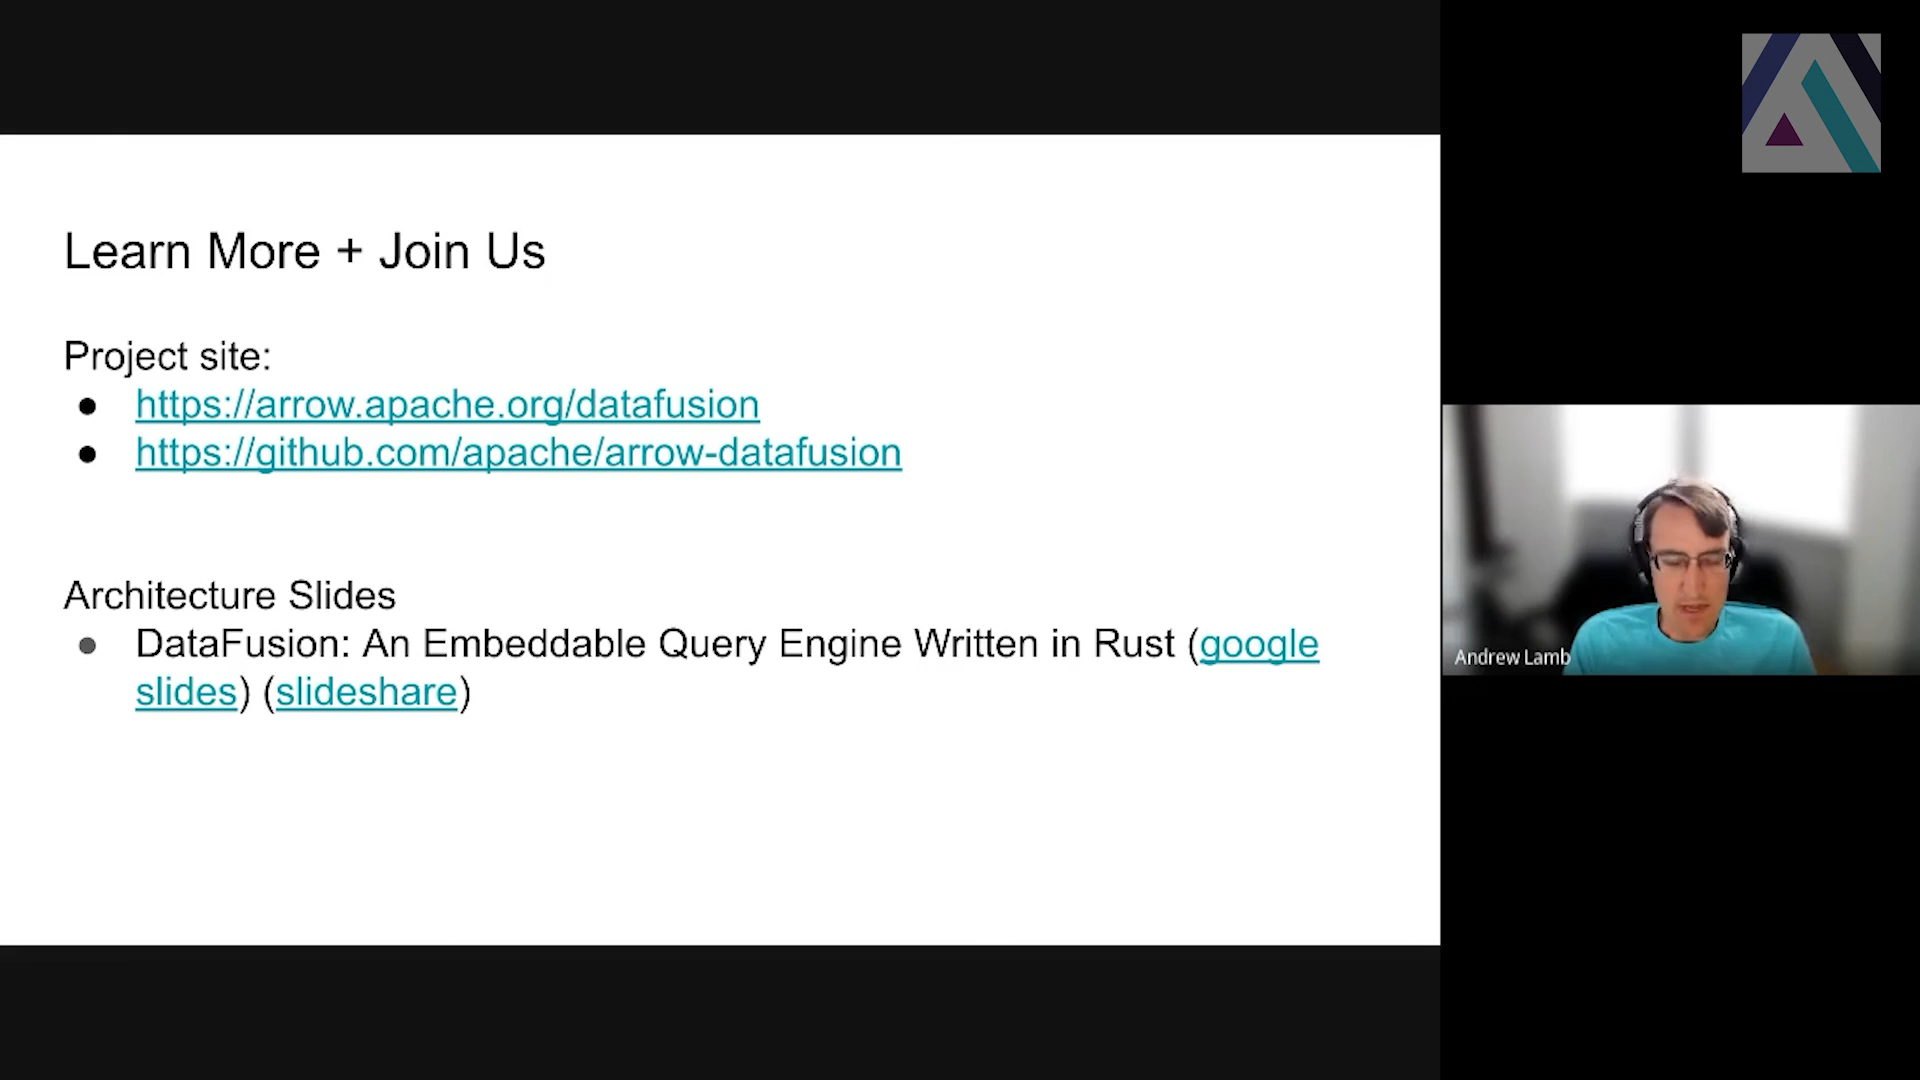 Learn More + Join Us
Project site:
● https://arrow.apache.org/datafusion
● https://github.com/apache/arrow-datafusion
Architecture Slides
● DataFusion: An Embeddable Query Engine Written in Rust (google
slides) (slideshare)
Andrew Lamb